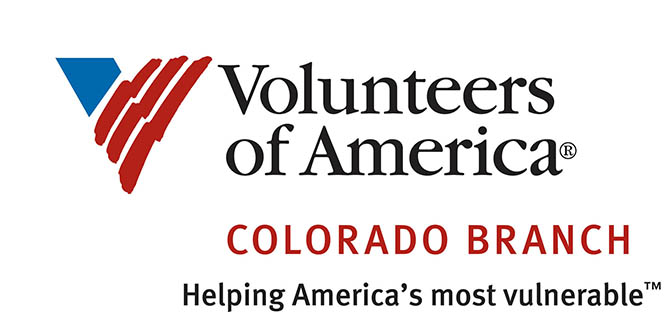 Volunteers
of America®
COLORADO BRANCH
Helping America's most vulnerable™